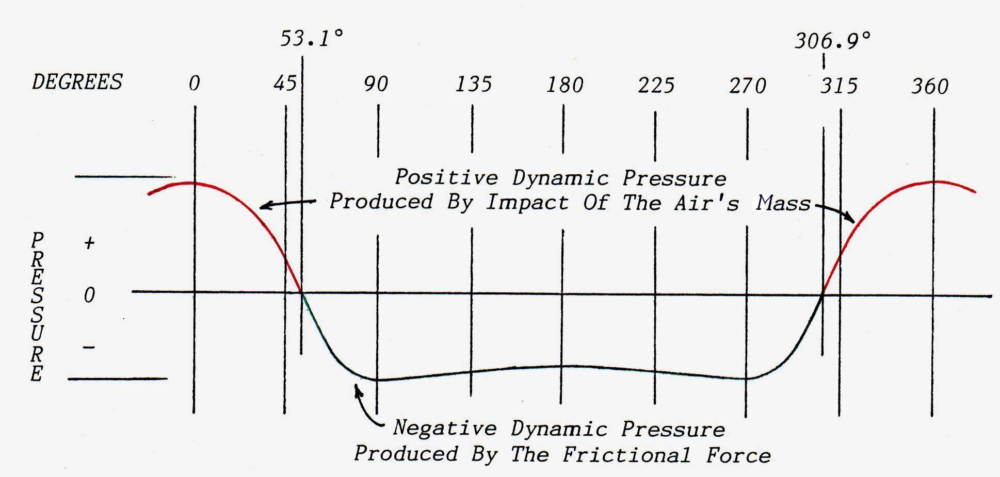 53.1°
306.9°
DEGREES 0 45 90 135 180 225 270 315 360
Positive Dynamic Pressure
Produced By Impact Of The Air's Mass
PRESSURE
+
0
−
Negative Dynamic Pressure
Produced By The Frictional Force